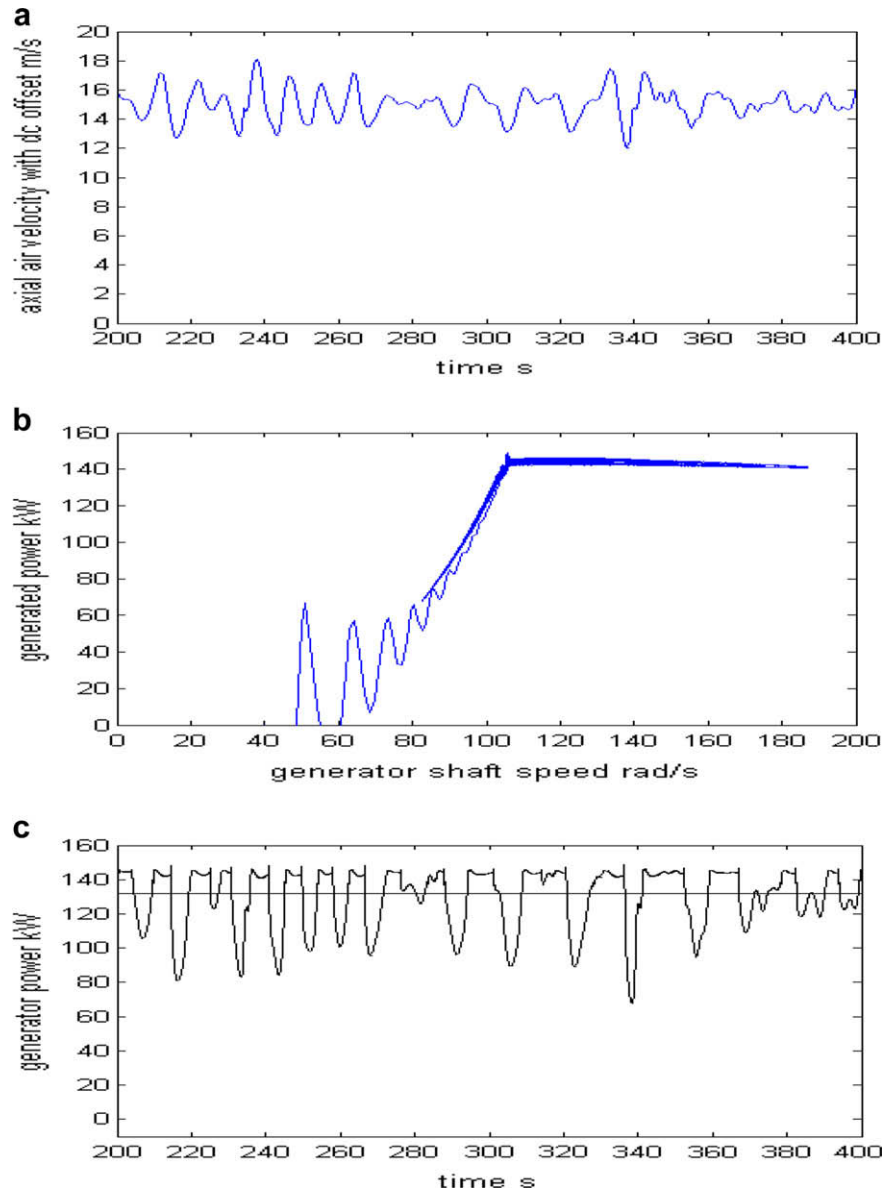 a
20
18
16
14
12
10
8
6
4
2
0
axial air velocity with dc offset m/s
200 220 240 260 280 300 320 340 360 380 400
time s
b
160
140
120
100
80
60
40
20
0
generated power kW
0 20 40 60 80 100 120 140 160 180 200
generator shaft speed rad/s
c
160
140
120
100
80
60
40
20
0
generator power kW
200 220 240 260 280 300 320 340 360 380 400
time s